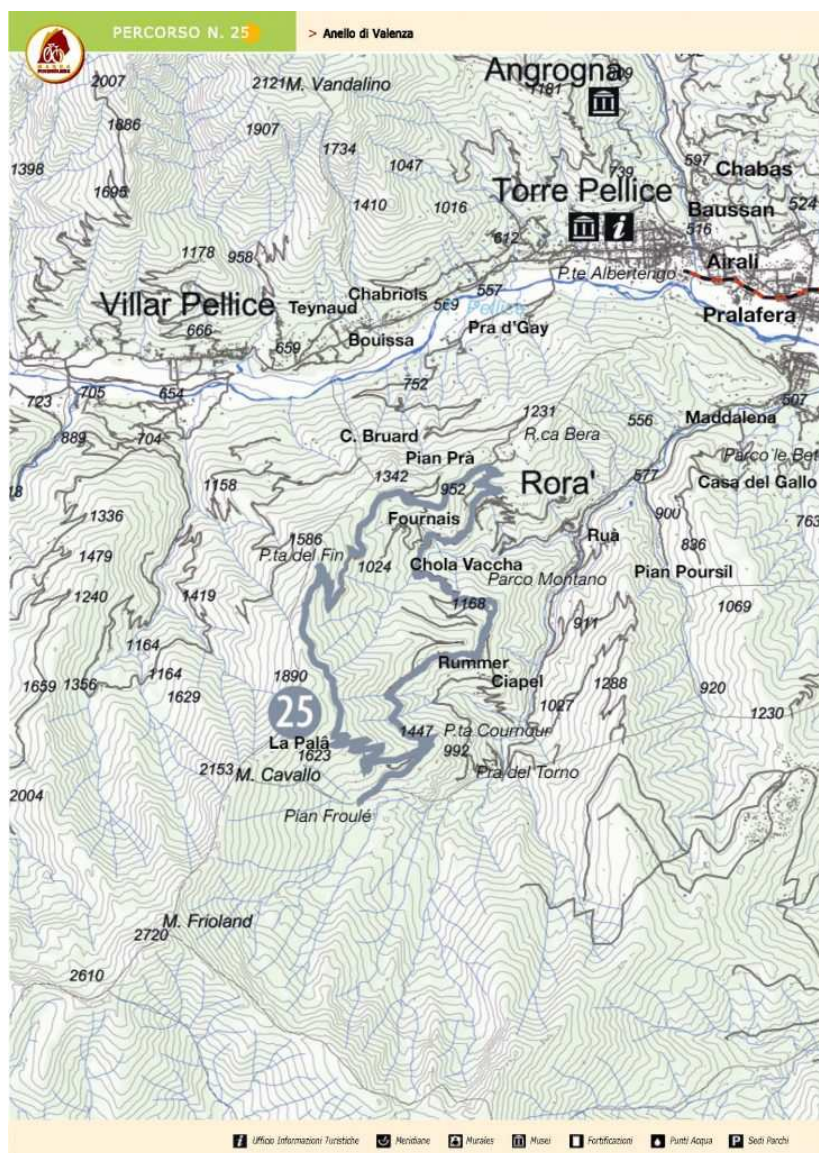 PERCORSO N. 25
> Anello di Valenza
2007
2121 M. Vandalino
Angrogna
1181
1886
1907
1734
1047
739
597
Chabas
1398
1695
1410
1016
Torre Pellice
Baussan
524
516
612
1178
958
Airali
P.te Albertengo
Villar Pellice
Chabriols
557
Teynaud
569
Pellice
Pralafera
666
Bouissa
Pra d'Gay
659
752
723
705
654
1231
556
Maddalena
507
889
704
C. Bruard
R.ca Bera
Pian Prà
Parco le Bet
577
1342
952
Rora'
Casa del Gallo
1158
900
1336
Fournais
763
1586
Ruà
836
1479
P.ta del Fin
1024
Chola Vaccha
Parco Montano
Pian Poursil
1240
1419
1168
1069
911
1164
Rummer
1659
1356
1164
1890
Ciapel
1288
920
1629
25
1027
1230
1447
P.ta Cournour
La Palà
992
1623
2153
M. Cavallo
Pra del Torno
2004
Pian Froulé
M. Frioland
2720
2610
Ufficio Informazioni Turistiche
Meridiane
Murales
Musei
Fortificazioni
Punti Acqua
Sedi Parchi